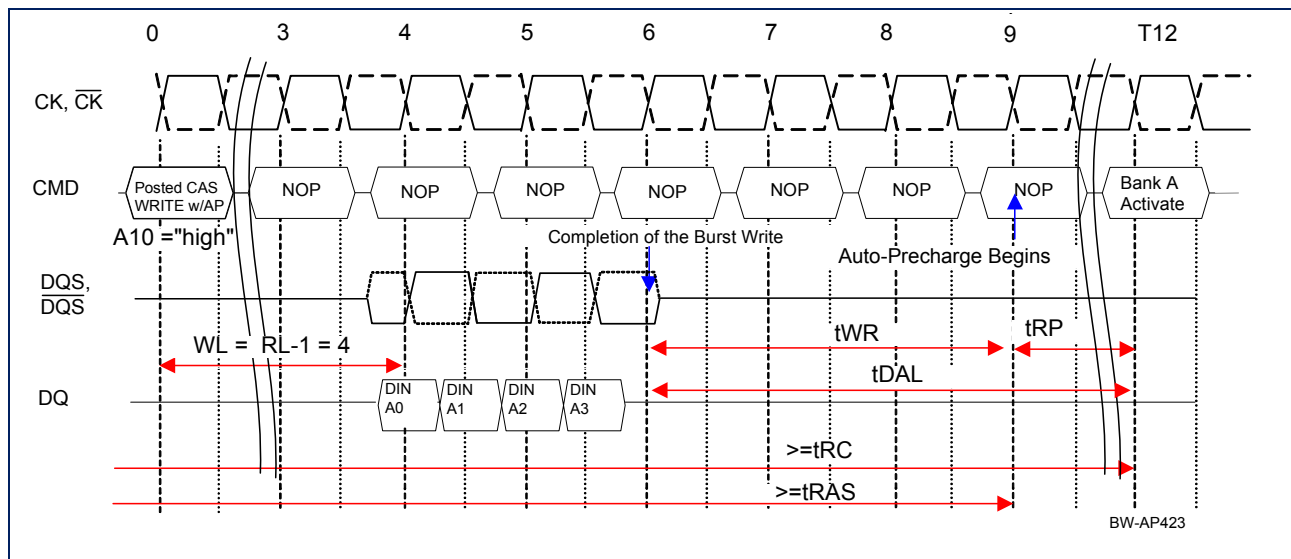 0 3 4 5 6 7 8 9 T12
CK, CK
CMD
Posted CAS
WRITE w/AP
NOP NOP NOP NOP NOP NOP NOP
Bank A
Activate
A10 ="high"
Completion of the Burst Write
Auto-Precharge Begins
DQS,
DQS
WL = RL-1 = 4
tWR
tRP
tDAL
DQ
DIN
A0
DIN
A1
DIN
A2
DIN
A3
>=tRC
>=tRAS
BW-AP423